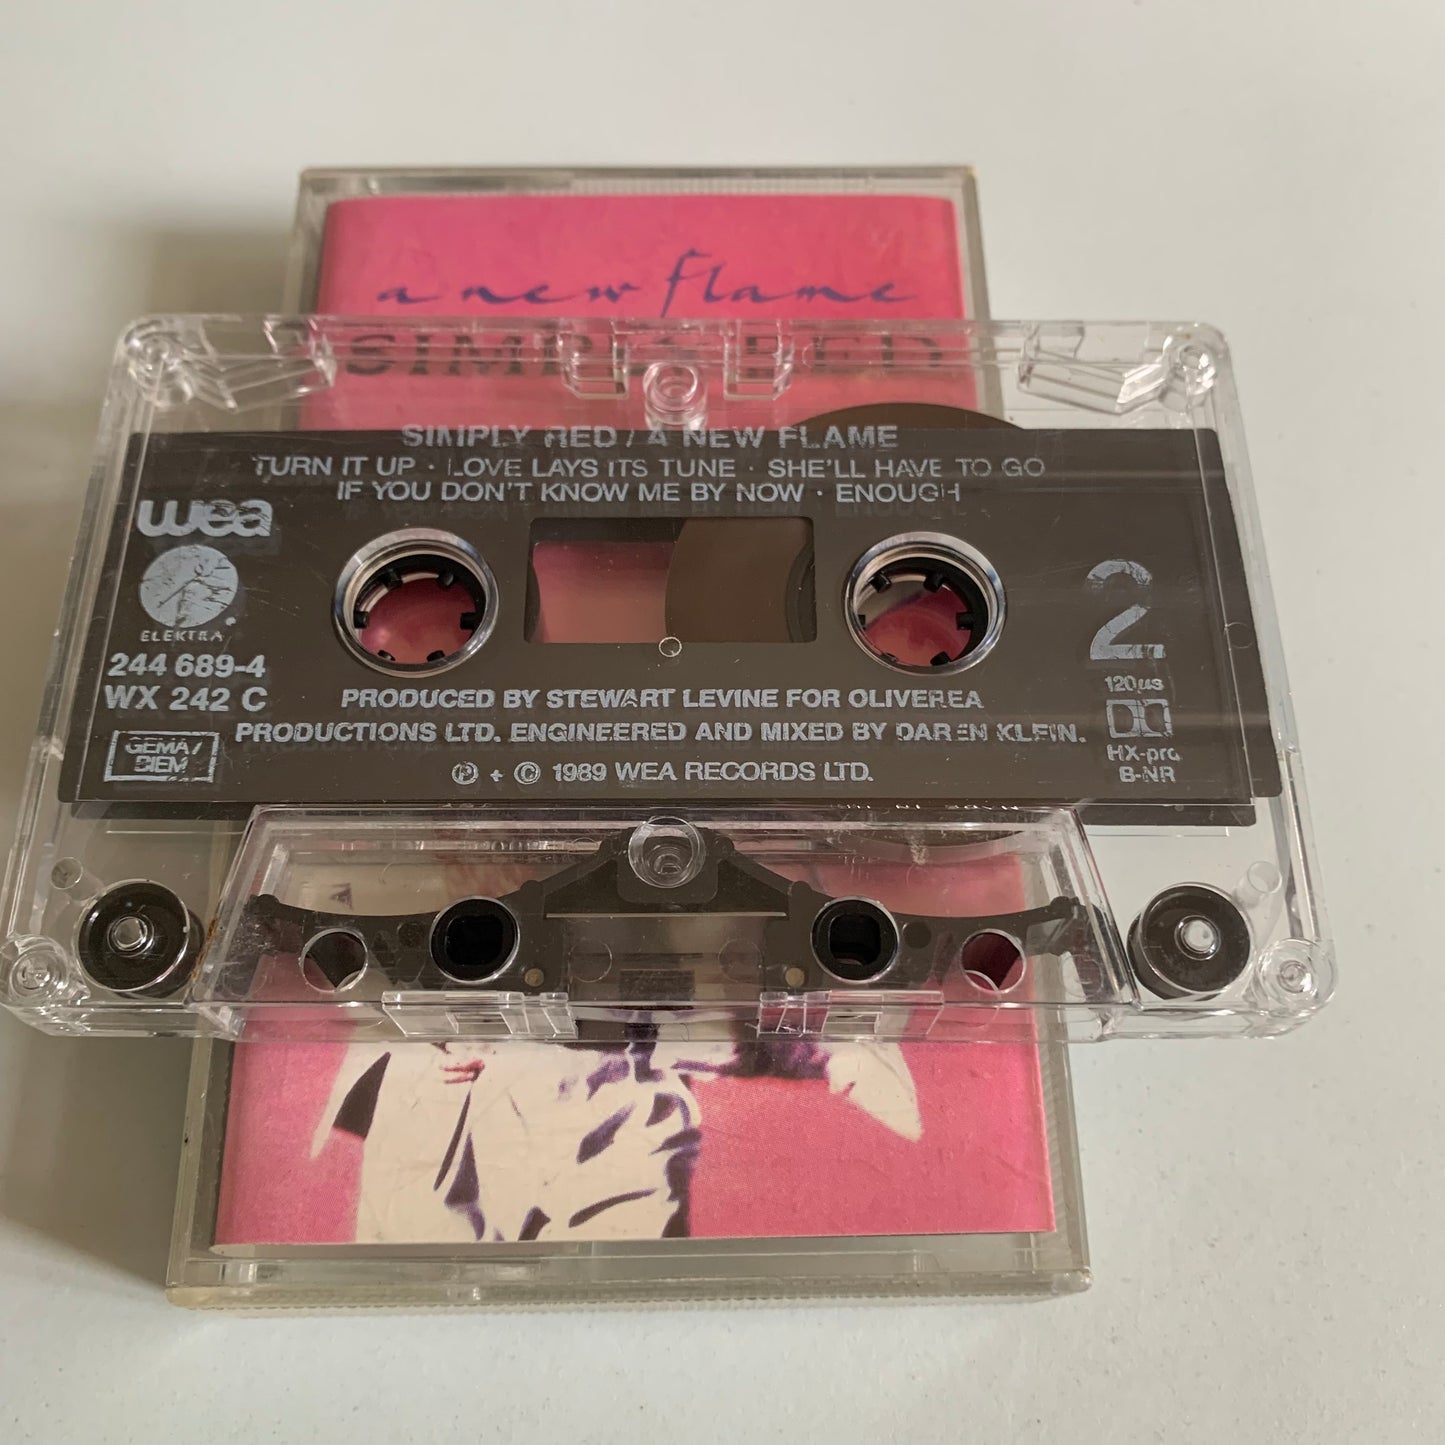 a new flame
SIMPLY RED
SIMPLY RED / A NEW FLAME
TURN IT UP · LOVE LAYS ITS TUNE · SHE'LL HAVE TO GO
IF YOU DON'T KNOW ME BY NOW · ENOUGH
wea
ELEKTRA
244 689-4
WX 242 C
GEMA /
BIEM
2
120µs
HX-pro
B-NR
PRODUCED BY STEWART LEVINE FOR OLIVEREA
PRODUCTIONS LTD. ENGINEERED AND MIXED BY DAREN KLEIN.
℗ + © 1989 WEA RECORDS LTD.